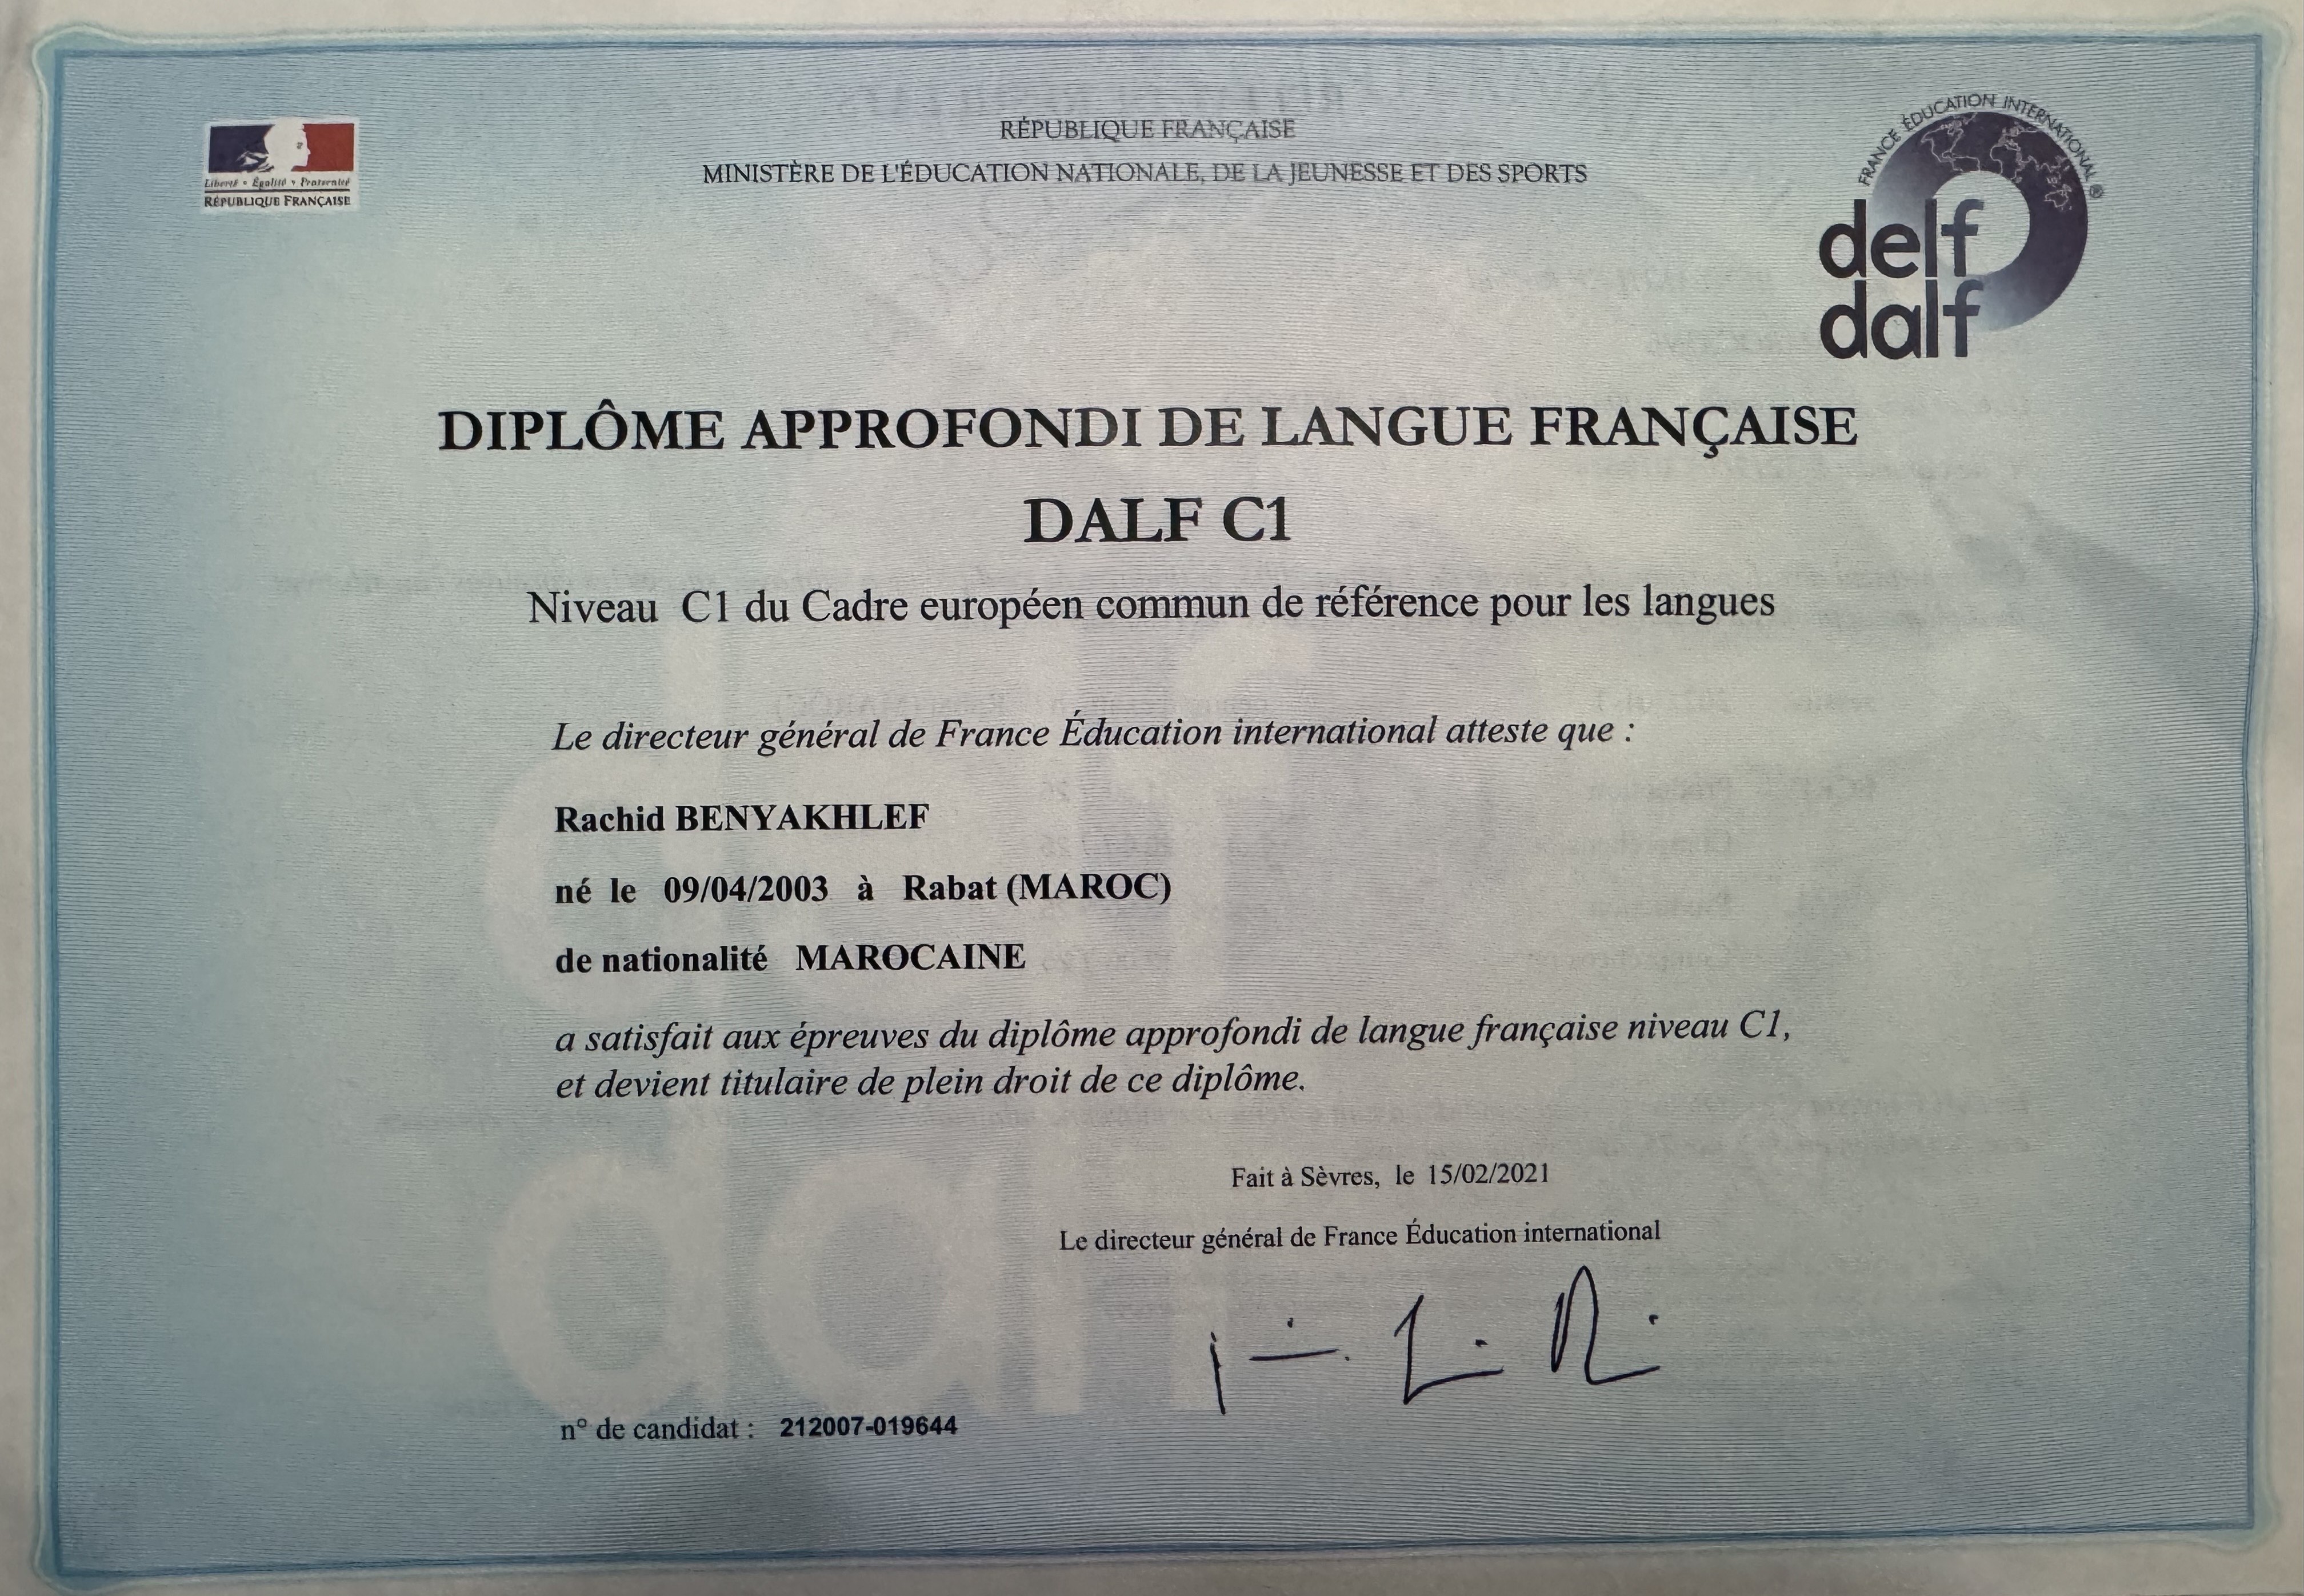 Liberté • Égalité • Fraternité
RÉPUBLIQUE FRANÇAISE
RÉPUBLIQUE FRANÇAISE
MINISTÈRE DE L'ÉDUCATION NATIONALE, DE LA JEUNESSE ET DES SPORTS
FRANCE ÉDUCATION INTERNATIONAL ®
delf
dalf
DIPLÔME APPROFONDI DE LANGUE FRANÇAISE
DALF C1
Niveau C1 du Cadre européen commun de référence pour les langues
Le directeur général de France Éducation international atteste que :
Rachid BENYAKHLEF
né le 09/04/2003 à Rabat (MAROC)
de nationalité MAROCAINE
a satisfait aux épreuves du diplôme approfondi de langue française niveau C1,
et devient titulaire de plein droit de ce diplôme.
Fait à Sèvres, le 15/02/2021
Le directeur général de France Éducation international
n° de candidat : 212007-019644